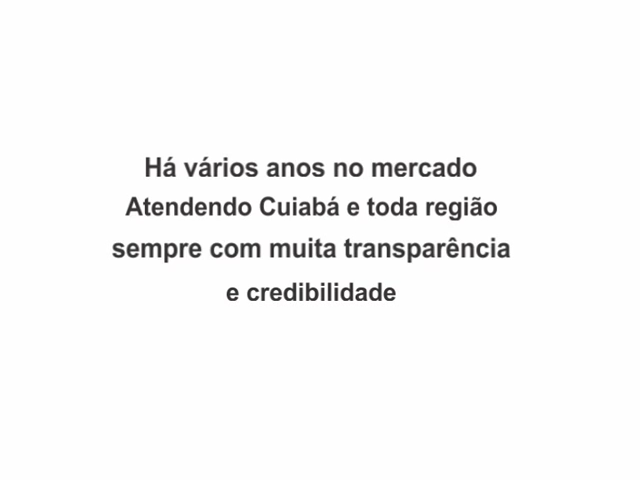 Há vários anos no mercado
Atendendo Cuiabá e toda região
sempre com muita transparência
e credibilidade